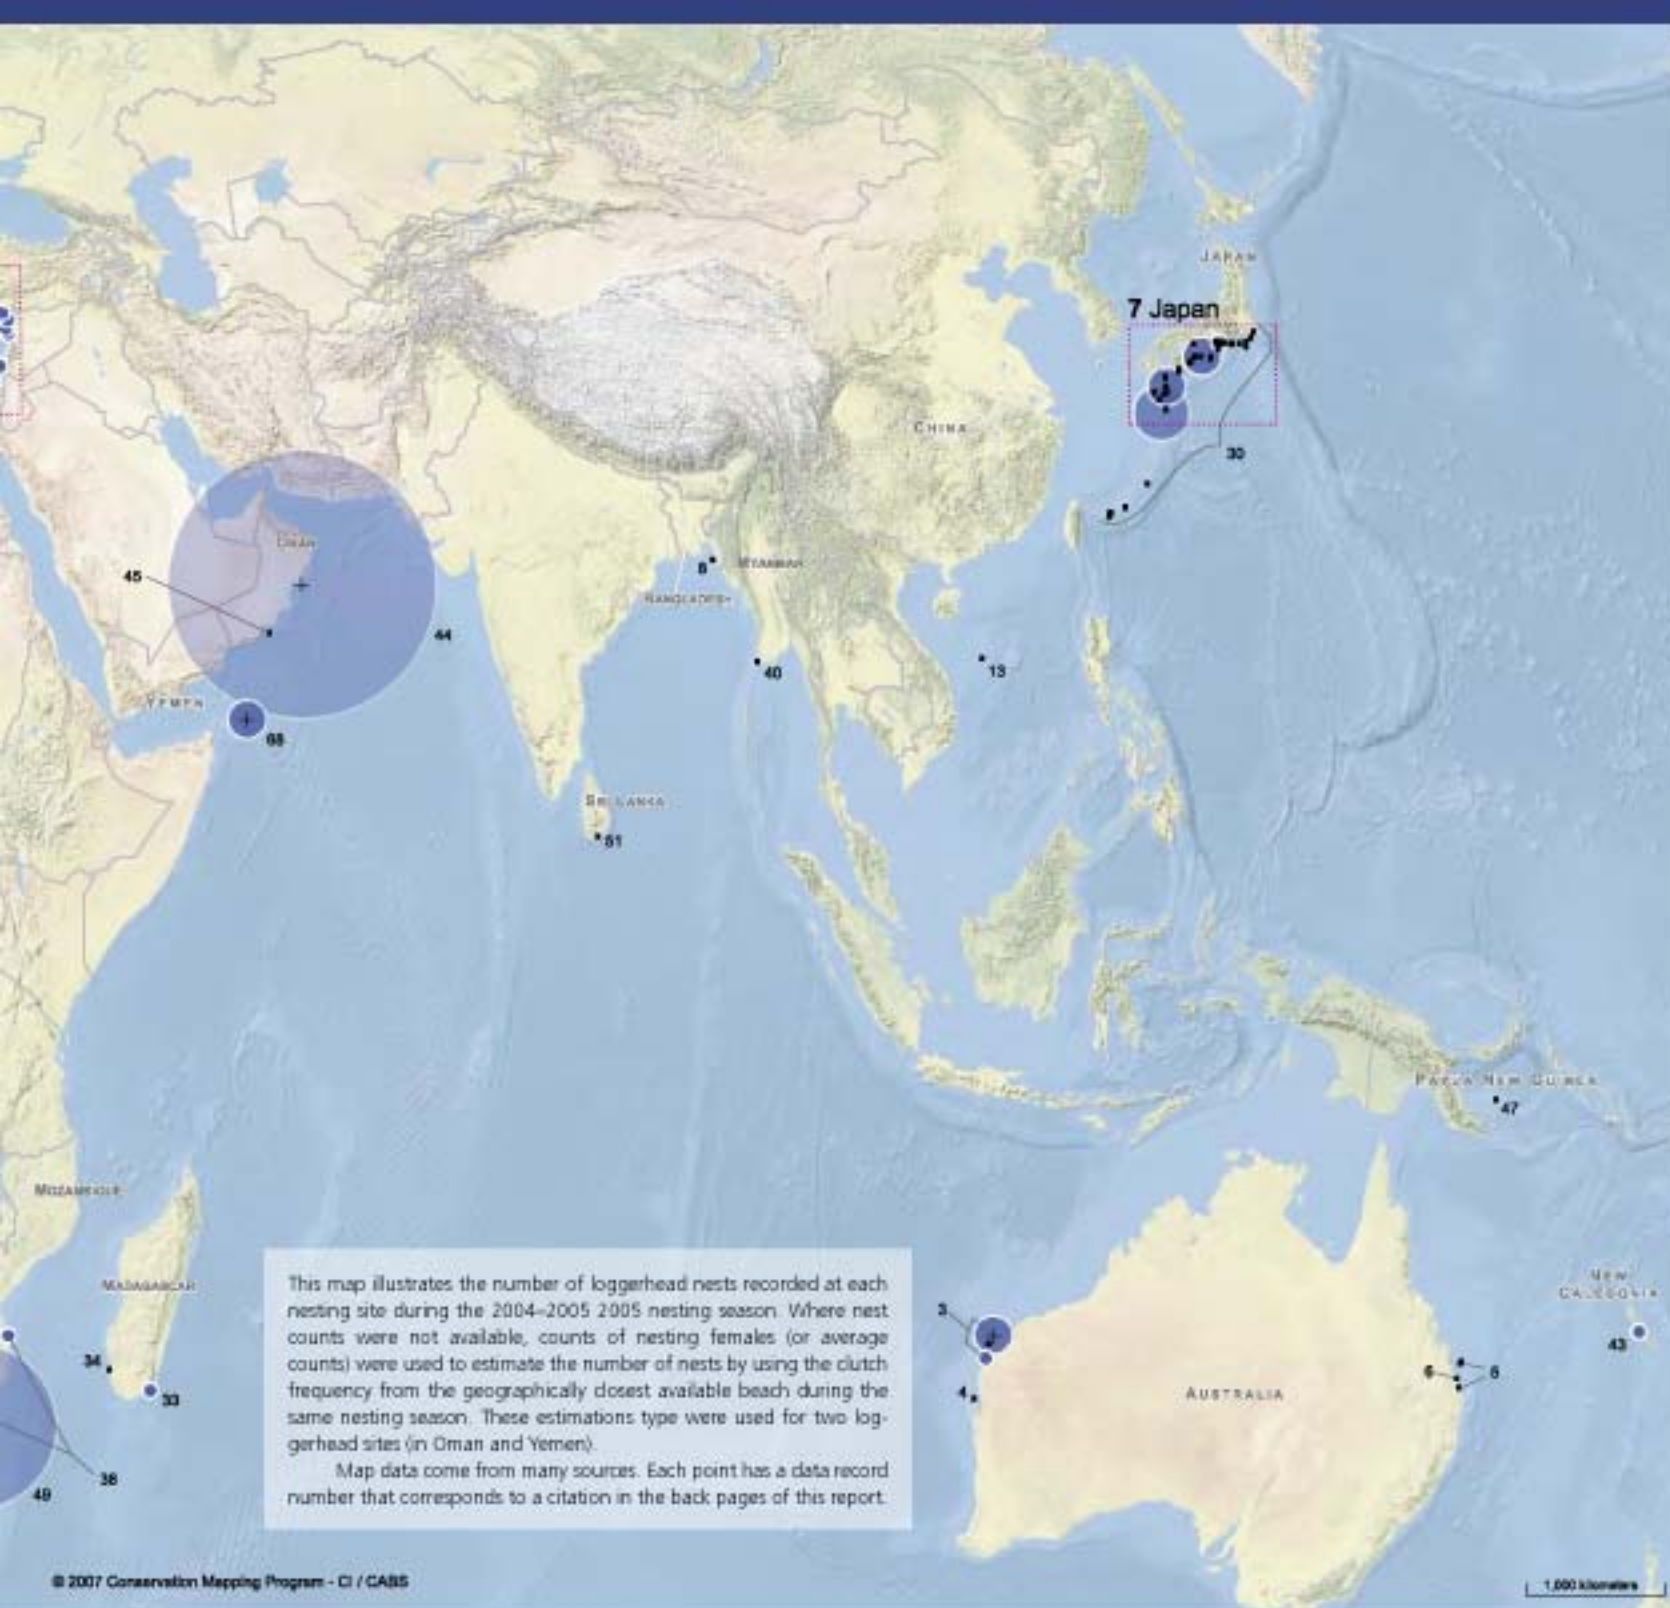 JAPAN
7 Japan
CHINA
30
OMAN
45
8
MYANMAR
BANGLADESH
44
40
13
YEMEN
68
SRI LANKA
51
PAPUA NEW GUINEA
47
MOZAMBIQUE
MADAGASCAR
NEW
CALEDONIA
This map illustrates the number of loggerhead nests recorded at each
nesting site during the 2004–2005 2005 nesting season. Where nest
counts were not available, counts of nesting females (or average
counts) were used to estimate the number of nests by using the clutch
frequency from the geographically closest available beach during the
same nesting season. These estimations type were used for two log-
gerhead sites (in Oman and Yemen).
Map data come from many sources. Each point has a data record
number that corresponds to a citation in the back pages of this report.
3
43
34
33
4
AUSTRALIA
38
49
© 2007 Conservation Mapping Program - CI / CABS
1,000 kilometers